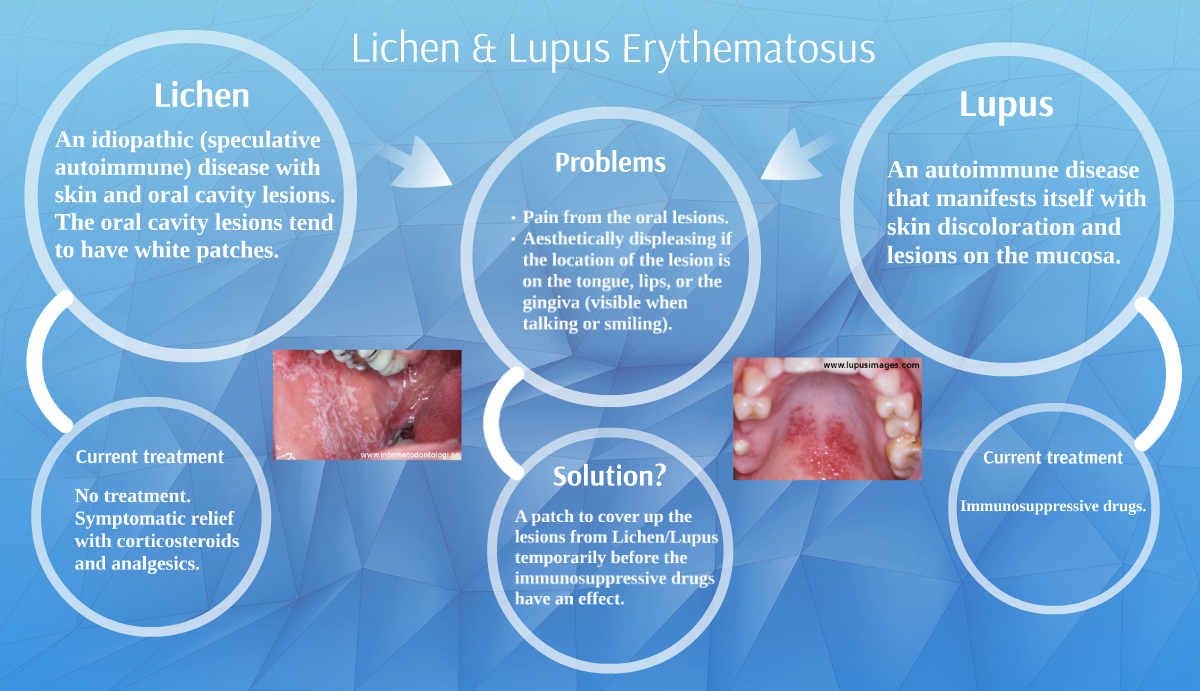 Lichen & Lupus Erythematosus
Lichen
An idiopathic (speculative
autoimmune) disease with
skin and oral cavity lesions.
The oral cavity lesions tend
to have white patches.
Current treatment
No treatment.
Symptomatic relief
with corticosteroids
and analgesics.
www.internetodontologi.se
Problems
• Pain from the oral lesions.
• Aesthetically displeasing if
the location of the lesion is
on the tongue, lips, or the
gingiva (visible when
talking or smiling).
Solution?
A patch to cover up the
lesions from Lichen/Lupus
temporarily before the
immunosuppressive drugs
have an effect.
www.lupusimages.com
Lupus
An autoimmune disease
that manifests itself with
skin discoloration and
lesions on the mucosa.
Current treatment
Immunosuppressive drugs.